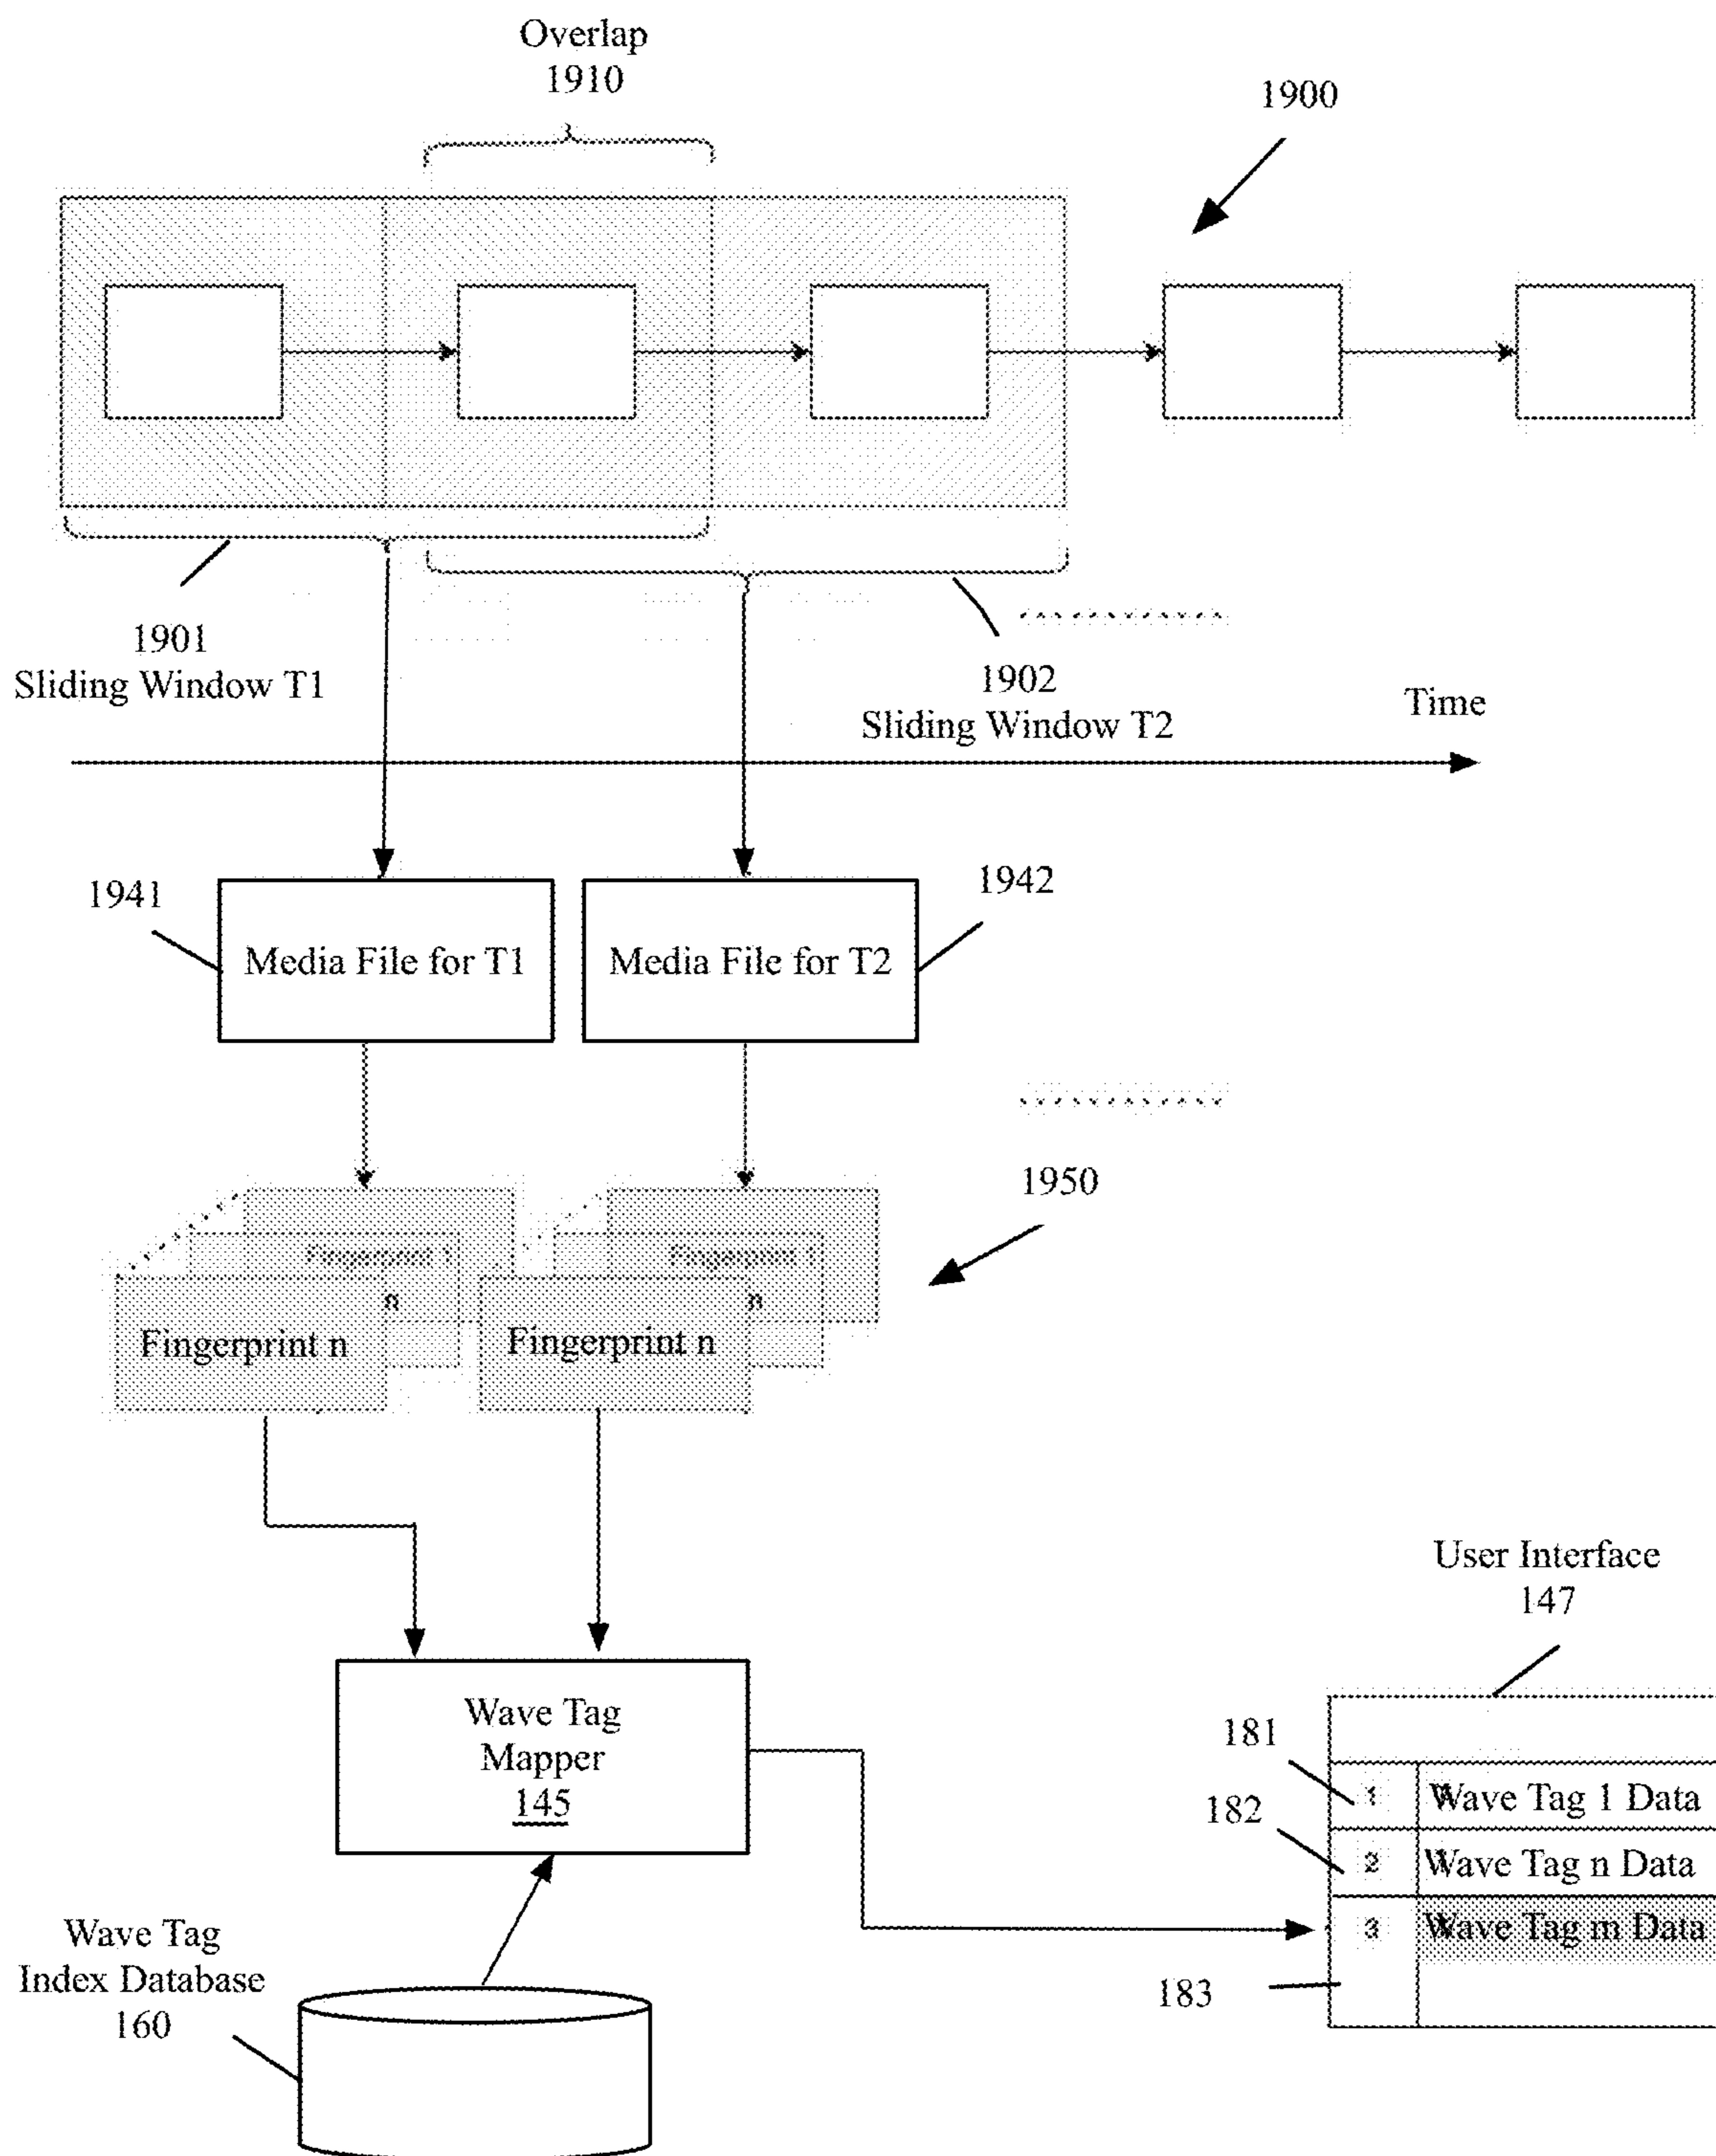 Overlap
1910
1900
1901
Sliding Window T1
1902
Sliding Window T2
Time
1941
Media File for T1
Media File for T2
1942
1950
n
n
Fingerprint n
Fingerprint n
User Interface
147
Wave Tag
Mapper
145
181
1
Wave Tag 1 Data
182
2
Wave Tag n Data
3
Wave Tag m Data
183
Wave Tag
Index Database
160